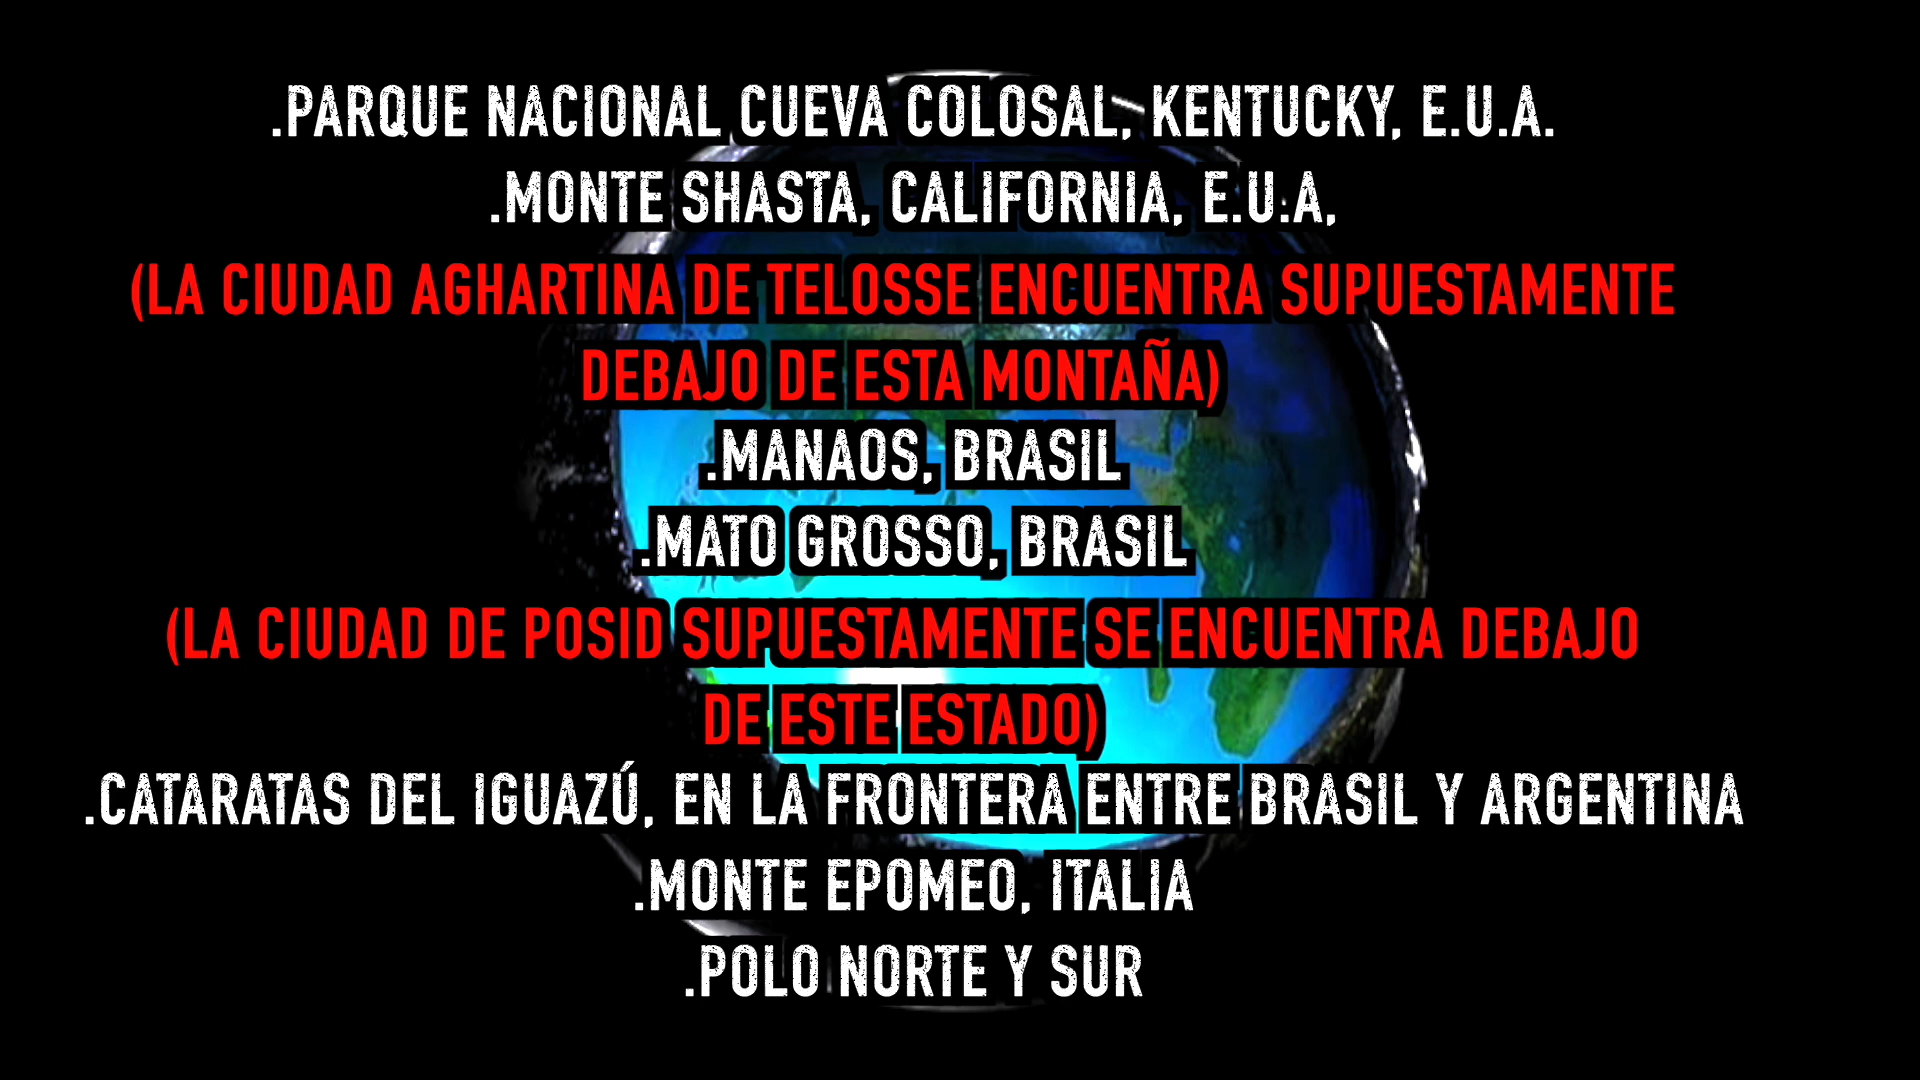 .PARQUE NACIONAL CUEVA COLOSAL, KENTUCKY, E.U.A.
.MONTE SHASTA, CALIFORNIA, E.U.A,
(LA CIUDAD AGHARTINA DE TELOSSE ENCUENTRA SUPUESTAMENTE
DEBAJO DE ESTA MONTAÑA)
.MANAOS, BRASIL
.MATO GROSSO, BRASIL
(LA CIUDAD DE POSID SUPUESTAMENTE SE ENCUENTRA DEBAJO
DE ESTE ESTADO)
.CATARATAS DEL IGUAZÚ, EN LA FRONTERA ENTRE BRASIL Y ARGENTINA
.MONTE EPOMEO, ITALIA
.POLO NORTE Y SUR